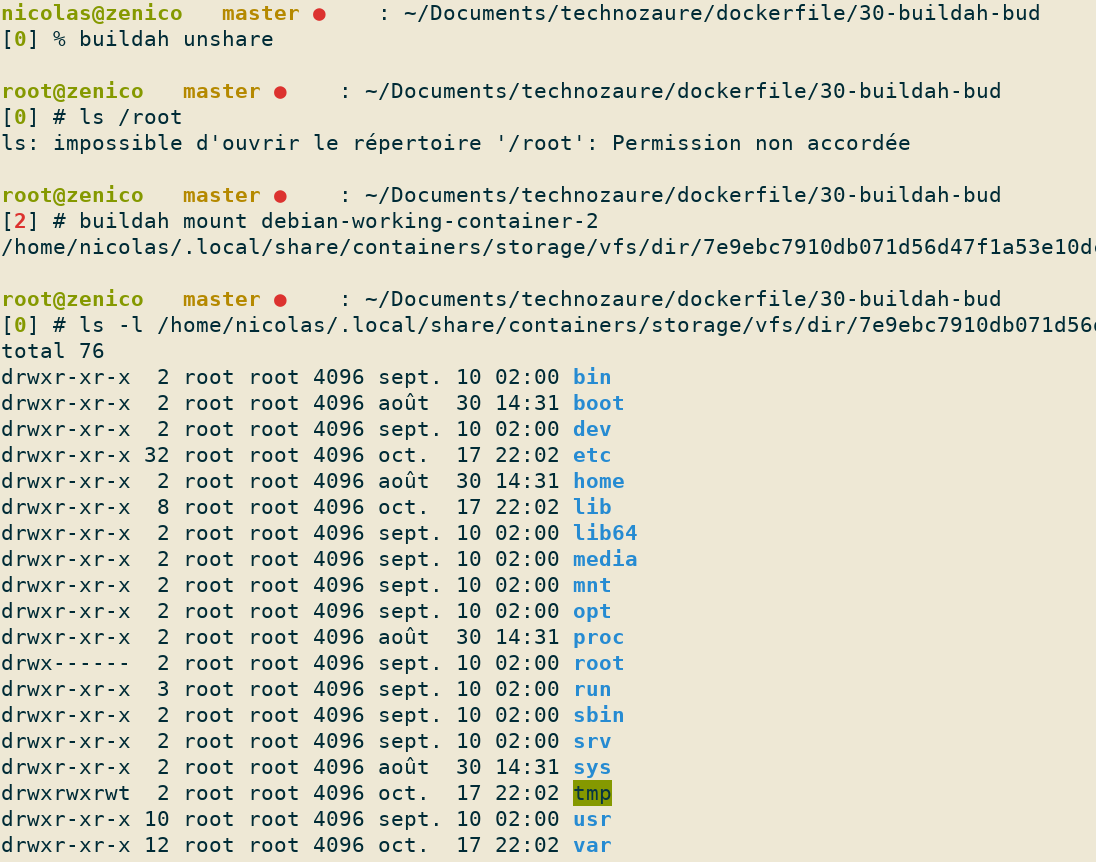 nicolas@zenico   master ●    : ~/Documents/technozaure/dockerfile/30-buildah-bud
[0] % buildah unshare
root@zenico   master ●    : ~/Documents/technozaure/dockerfile/30-buildah-bud
[0] # ls /root
ls: impossible d'ouvrir le répertoire '/root': Permission non accordée
root@zenico   master ●    : ~/Documents/technozaure/dockerfile/30-buildah-bud
[2] # buildah mount debian-working-container-2
/home/nicolas/.local/share/containers/storage/vfs/dir/7e9ebc7910db071d56d47f1a53e10d
root@zenico   master ●    : ~/Documents/technozaure/dockerfile/30-buildah-bud
[0] # ls -l /home/nicolas/.local/share/containers/storage/vfs/dir/7e9ebc7910db071d56
total 76
drwxr-xr-x  2 root root 4096 sept. 10 02:00 bin
drwxr-xr-x  2 root root 4096 août  30 14:31 boot
drwxr-xr-x  2 root root 4096 sept. 10 02:00 dev
drwxr-xr-x 32 root root 4096 oct.  17 22:02 etc
drwxr-xr-x  2 root root 4096 août  30 14:31 home
drwxr-xr-x  8 root root 4096 oct.  17 22:02 lib
drwxr-xr-x  2 root root 4096 sept. 10 02:00 lib64
drwxr-xr-x  2 root root 4096 sept. 10 02:00 media
drwxr-xr-x  2 root root 4096 sept. 10 02:00 mnt
drwxr-xr-x  2 root root 4096 sept. 10 02:00 opt
drwxr-xr-x  2 root root 4096 août  30 14:31 proc
drwx------  2 root root 4096 sept. 10 02:00 root
drwxr-xr-x  3 root root 4096 sept. 10 02:00 run
drwxr-xr-x  2 root root 4096 sept. 10 02:00 sbin
drwxr-xr-x  2 root root 4096 sept. 10 02:00 srv
drwxr-xr-x  2 root root 4096 août  30 14:31 sys
drwxrwxrwt  2 root root 4096 oct.  17 22:02 tmp
drwxr-xr-x 10 root root 4096 sept. 10 02:00 usr
drwxr-xr-x 12 root root 4096 oct.  17 22:02 var